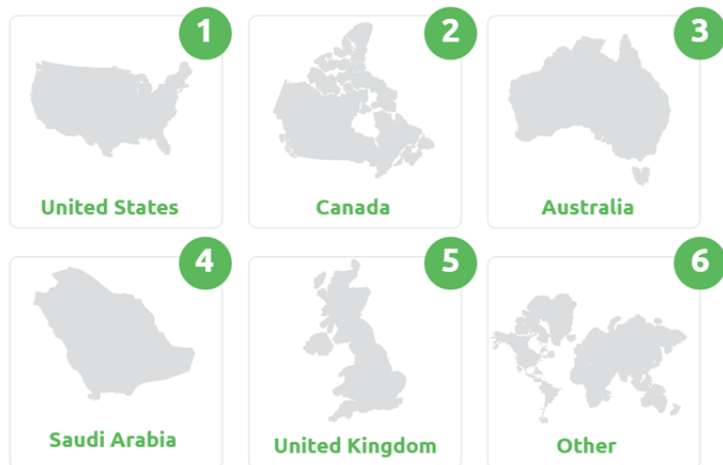 1
United States
2
Canada
3
Australia
4
Saudi Arabia
5
United Kingdom
6
Other